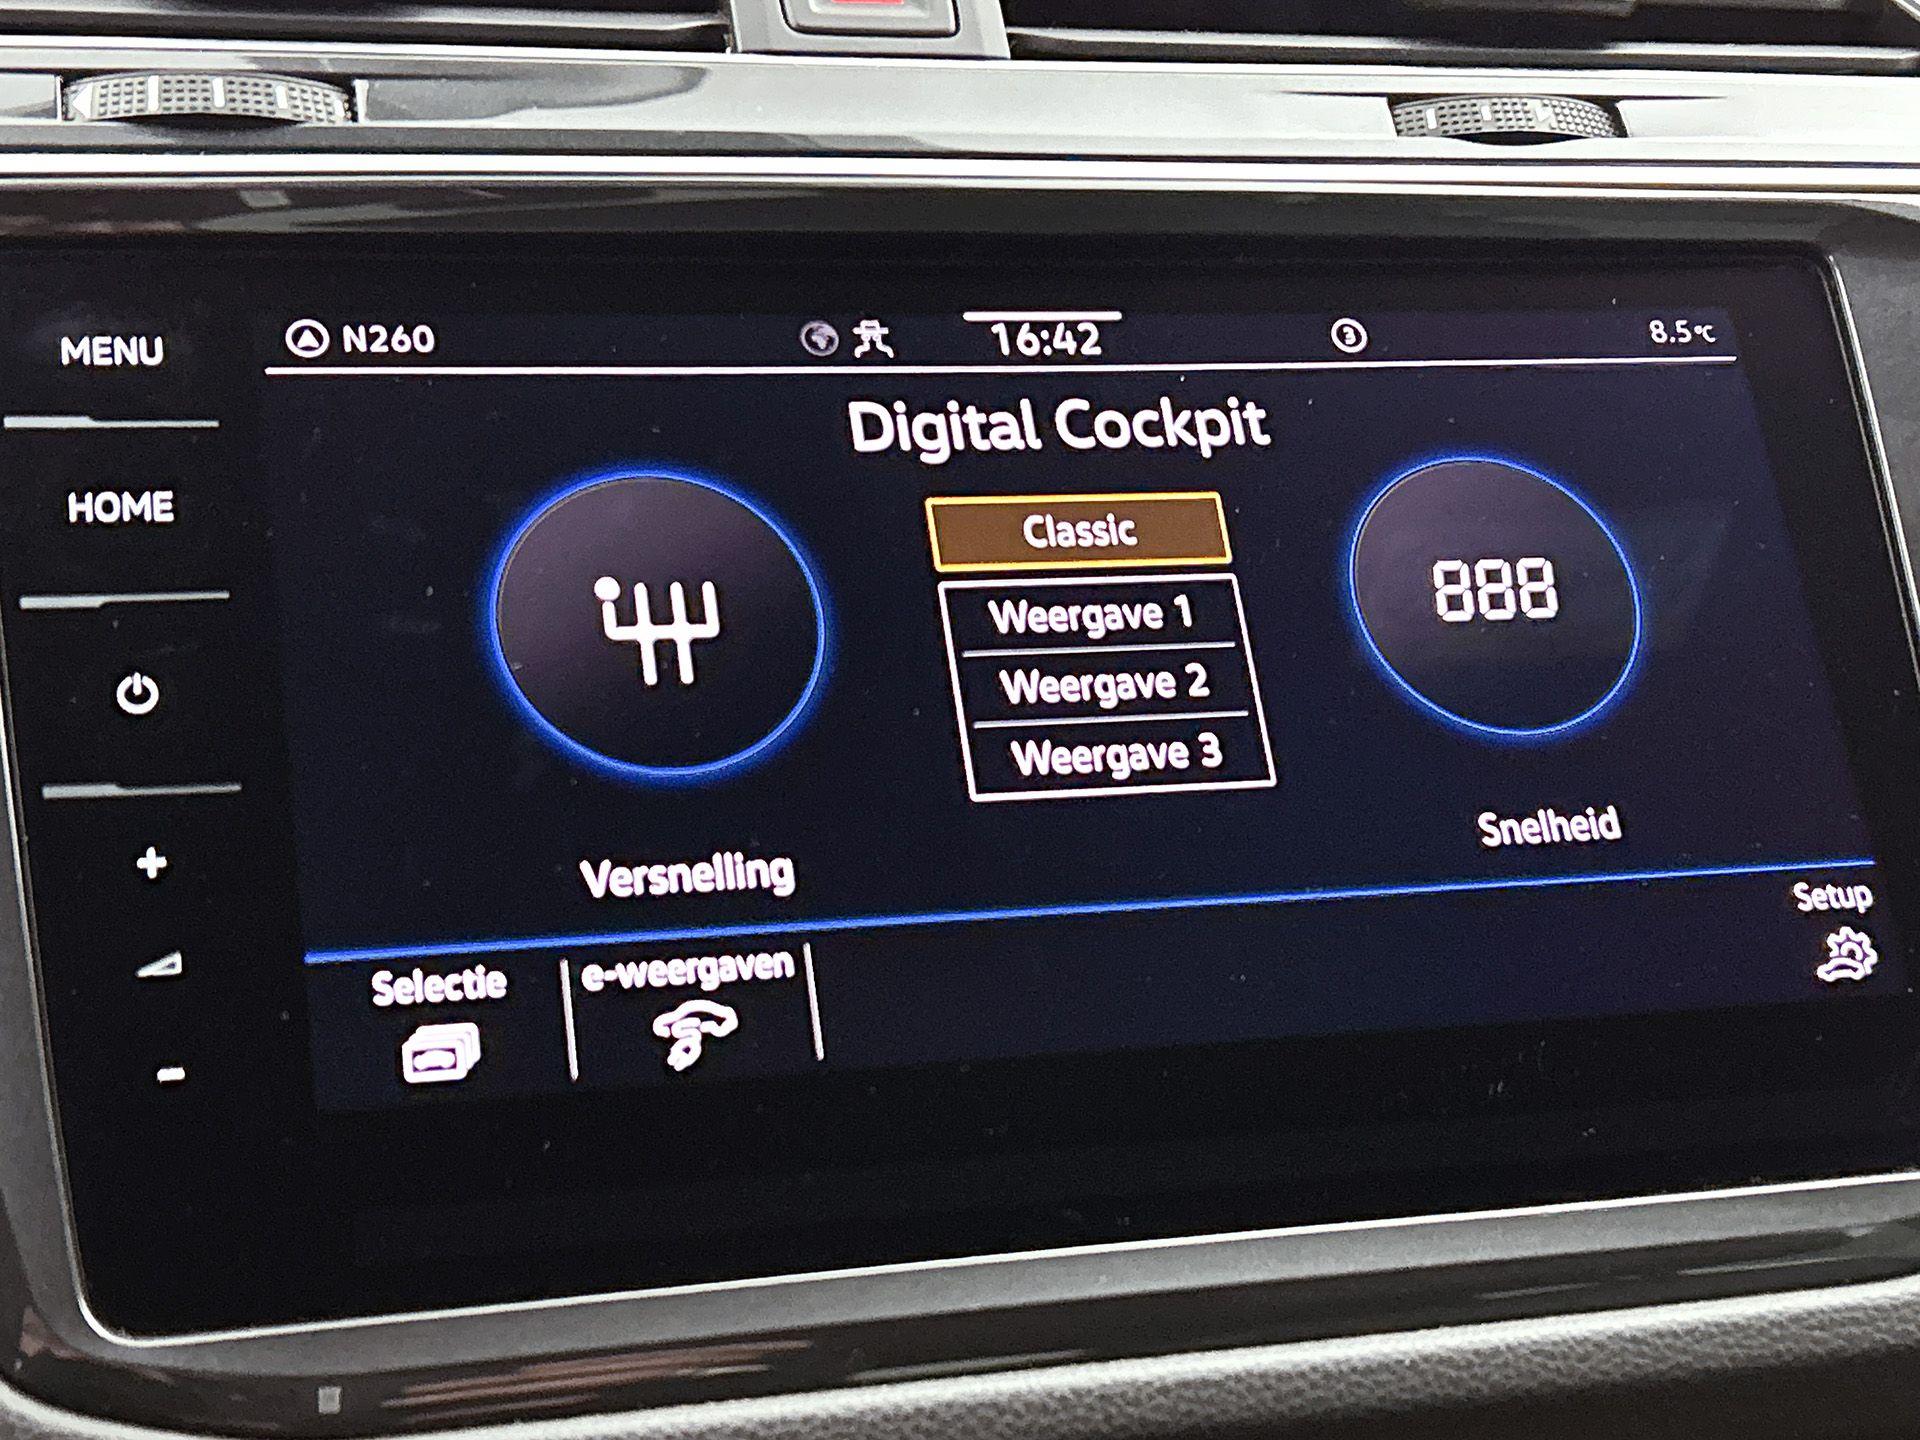 MENU
N260
16:42
3
8.5°C
Digital Cockpit
HOME
Classic
888
Weergave 1
Weergave 2
Weergave 3
Versnelling
Snelheid
+
-
Selectie
e-weergaven
Setup